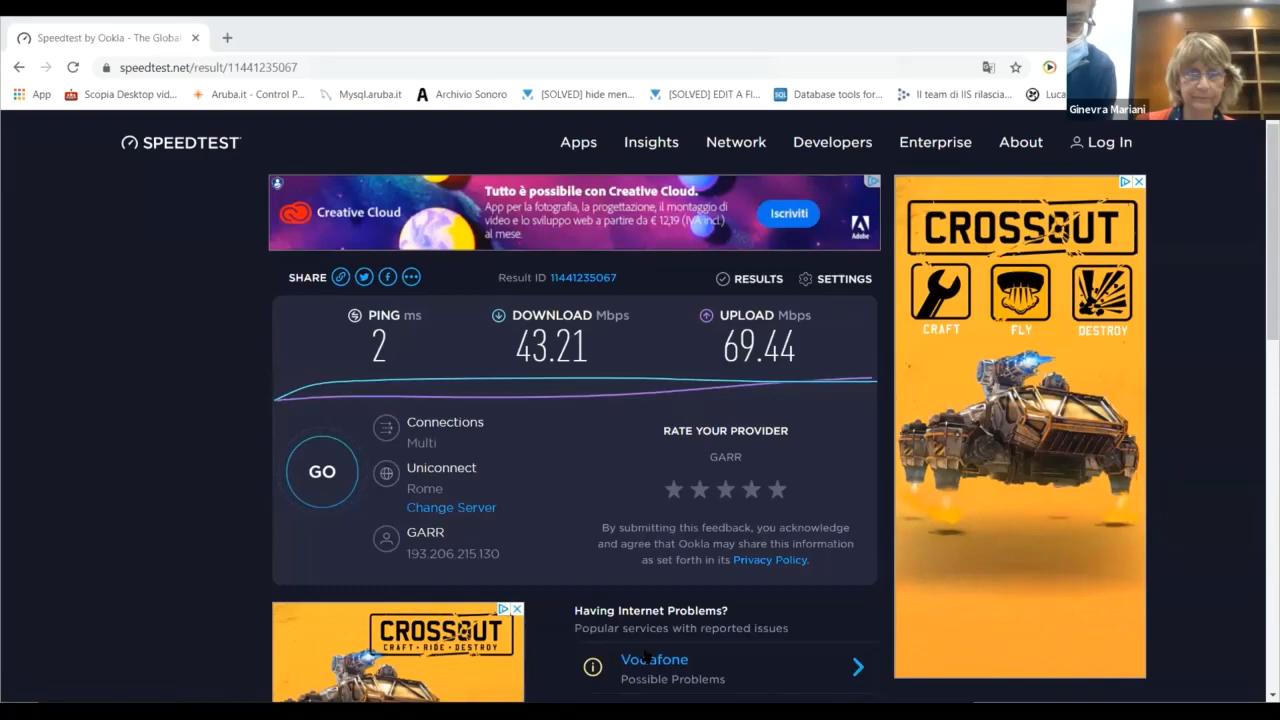 Speedtest by Ookla - The Globa
speedtest.net/result/11441235067
App
Scopia Desktop vid...
Aruba.it - Control P...
Mysql.aruba.it
Archivio Sonoro
[SOLVED] hide men...
[SOLVED] EDIT A FI...
Database tools for...
Il team di IIS rilascia...
Luca
Ginevra Mariani
SPEEDTEST
Apps
Insights
Network
Developers
Enterprise
About
Log In
Creative Cloud
Tutto è possibile con Creative Cloud.
App per la fotografia, la progettazione, il montaggio di
video e lo sviluppo web a partire da € 12,19 (IVA incl.)
al mese.
Iscriviti
Adobe
SHARE
Result ID 11441235067
RESULTS
SETTINGS
PING ms
2
DOWNLOAD Mbps
43.21
UPLOAD Mbps
69.44
GO
Connections
Multi
Uniconnect
Rome
Change Server
GARR
193.206.215.130
RATE YOUR PROVIDER
GARR
By submitting this feedback, you acknowledge
and agree that Ookla may share this information
as set forth in its Privacy Policy.
CROSSOUT
CRAFT
FLY
DESTROY
CROSSOUT
CRAFT • RIDE • DESTROY
Having Internet Problems?
Popular services with reported issues
Vodafone
Possible Problems